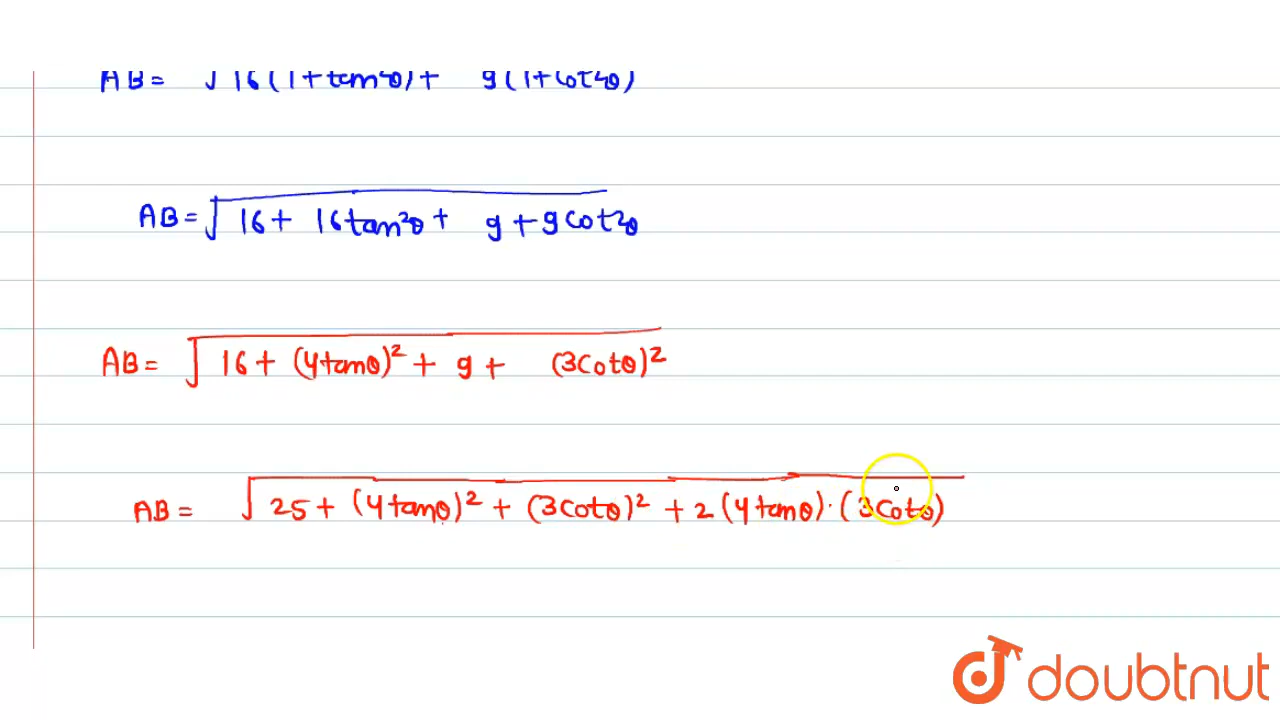 AB = √16(1+tan²θ)+ 9(1+cot²θ)
AB = √16+ 16tan²θ + 9+9cot²θ
AB = √16+ (4tanθ)² + 9+ (3cotθ)²
AB = √25+(4tanθ)²+(3cotθ)²+2(4tanθ)·(3cotθ)
doubtnut